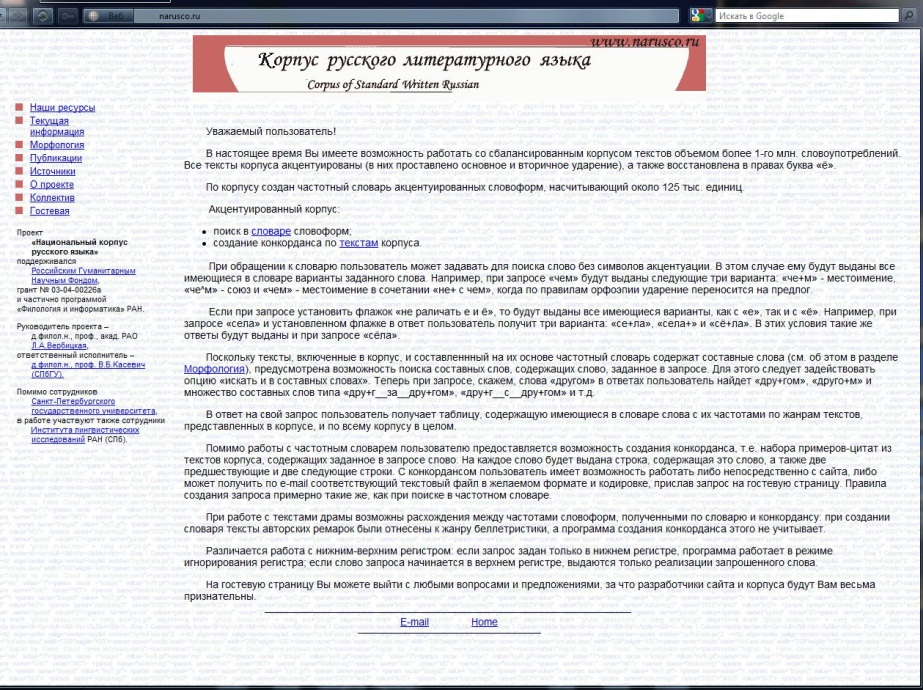 Веб
narusco.ru
Искать в Google
www.narusco.ru
Корпус русского литературного языка
Corpus of Standard Written Russian
Наши ресурсы
Текущая
информация
Морфология
Публикации
Источники
О проекте
Коллектив
Гостевая
Проект
«Национальный корпус
русского языка»
поддерживался
Российским Гуманитарным
Научным Фондом,
грант № 03-04-00226а
и частично программой
«Филология и информатика» РАН.
Руководитель проекта –
д.филол.н., проф., акад. РАО
Л.А.Вербицкая,
ответственный исполнитель –
д.филол.н., проф. В.Б.Касевич
(СПбГУ).
Помимо сотрудников
Санкт-Петербургского
государственного университета,
в работе участвуют также сотрудники
Института лингвистических
исследований РАН (СПб).
Уважаемый пользователь!
В настоящее время Вы имеете возможность работать со сбалансированным корпусом текстов объемом более 1-го млн. словоупотреблений.
Все тексты корпуса акцентуированы (в них проставлено основное и вторичное ударение), а также восстановлена в правах буква «ё».
По корпусу создан частотный словарь акцентуированных словоформ, насчитывающий около 125 тыс. единиц.
Акцентуированный корпус:
• поиск в словаре словоформ;
• создание конкорданса по текстам корпуса.
При обращении к словарю пользователь может задавать для поиска слово без символов акцентуации. В этом случае ему будут выданы все
имеющиеся в словаре варианты заданного слова. Например, при запросе «чем» будут выданы следующие три варианта: «че+м» - местоимение,
«че^м» - союз и «чем» - местоимение в сочетании «не+ с чем», когда по правилам орфоэпии ударение переносится на предлог.
Если при запросе установить флажок «не раличать е и ё», то будут выданы все имеющиеся варианты, как с «е», так и с «ё». Например, при
запросе «села» и установленном флажке в ответ пользователь получит три варианта: «се+ла», «села+» и «сё+ла». В этих условия такие же
ответы будут выданы и при запросе «сёла».
Поскольку тексты, включенные в корпус, и составленнный на их основе частотный словарь содержат составные слова (см. об этом в разделе
Морфология), предусмотрена возможность поиска составных слов, содержащих слово, заданное в запросе. Для этого следует задействовать
опцию «искать и в составных словах». Теперь при запросе, скажем, слова «другом» в ответах пользователь найдет «дру+гом», «друго+м» и
множество составных слов типа «дру+г__за__дру+гом», «дру+г__с__дру+гом» и т.д.
В ответ на свой запрос пользователь получает таблицу, содержащую имеющиеся в словаре слова с их частотами по жанрам текстов,
представленных в корпусе, и по всему корпусу в целом.
Помимо работы с частотным словарем пользователю предоставляется возможность создания конкорданса, т.е. набора примеров-цитат из
текстов корпуса, содержащих заданное в запросе слово. На каждое слово будет выдана строка, содержащая это слово, а также две
предшествующие и две следующие строки. С конкордансом пользователь имеет возможность работать либо непосредственно с сайта, либо
может получить по e-mail соответствующий текстовый файл в желаемом формате и кодировке, прислав запрос на гостевую страницу. Правила
создания запроса примерно такие же, как при поиске в частотном словаре.
При работе с текстами драмы возможны расхождения между частотами словоформ, полученными по словарю и конкордансу: при создании
словаря тексты авторских ремарок были отнесены к жанру беллетристики, а программа создания конкорданса этого не учитывает.
Различается работа с нижним-верхним регистром: если запрос задан только в нижнем регистре, программа работает в режиме
игнорирования регистра; если слово запроса начинается в верхнем регистре, выдаются только реализации запрошенного слова.
На гостевую страницу Вы можете выйти с любыми вопросами и предложениями, за что разработчики сайта и корпуса будут Вам весьма
признательны.
E-mail Home